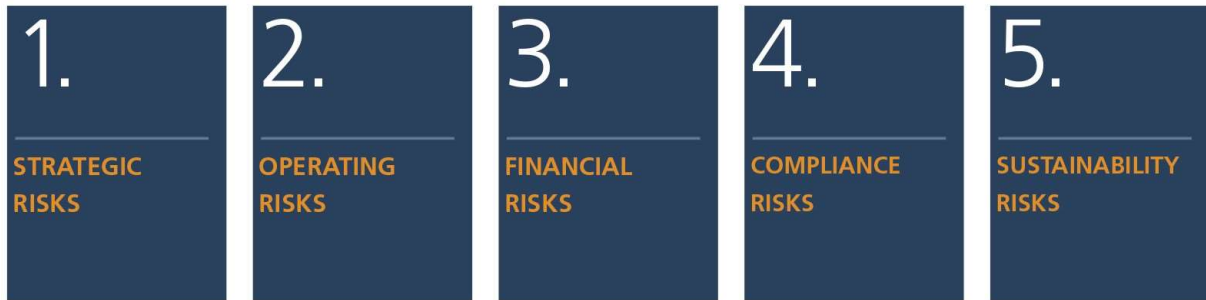 1.
STRATEGIC
RISKS
2.
OPERATING
RISKS
3.
FINANCIAL
RISKS
4.
COMPLIANCE
RISKS
5.
SUSTAINABILITY
RISKS